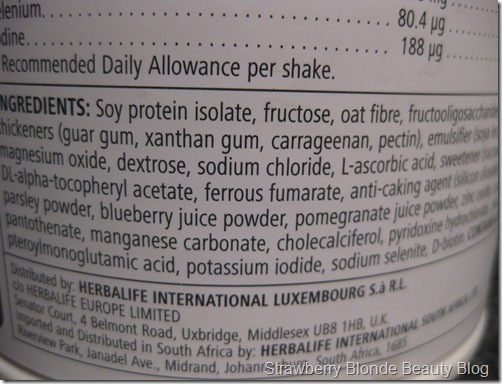 elenium 80.4 µg
odine 188 µg
Recommended Daily Allowance per shake.
NGREDIENTS: Soy protein isolate, fructose, oat fibre, fructooligosaccharide
thickeners (guar gum, xanthan gum, carrageenan, pectin), emulsifier (soya
magnesium oxide, dextrose, sodium chloride, L-ascorbic acid, sweetener
DL-alpha-tocopheryl acetate, ferrous fumarate, anti-caking agent (silicon
parsley powder, blueberry juice powder, pomegranate juice powder, zinc
pantothenate, manganese carbonate, cholecalciferol, pyridoxine
pteroylmonoglutamic acid, potassium iodide, sodium selenite, D-biotin.
Distributed by: HERBALIFE INTERNATIONAL LUXEMBOURG S.à R.L.
c/o HERBALIFE EUROPE LIMITED
Senator Court, 4 Belmont Road, Uxbridge, Middlesex UB8 1HB, U.K.
Imported and Distributed in South Africa by: HERBALIFE INTERNATIONAL SOUTH AFRICA
Riverview Park, Janadel Ave., Midrand, Johannesburg, South Africa, 1685
Strawberry Blonde Beauty Blog